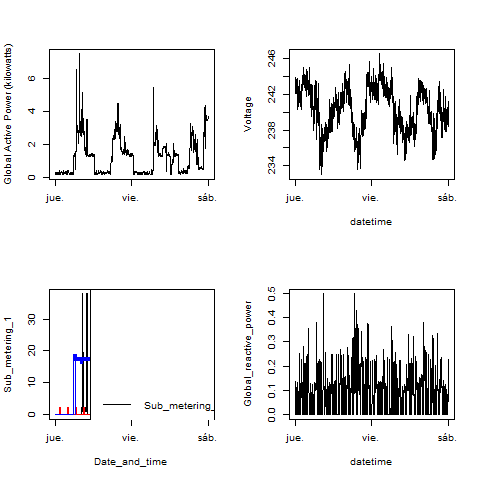 Global Active Power (kilowatts)
0 2 4 6
jue. vie. sáb.
Voltage
234 238 242 246
jue. vie. sáb.
datetime
Sub_metering_1
0 10 20 30
Sub_metering_
jue. vie. sáb.
Date_and_time
Global_reactive_power
0.0 0.1 0.2 0.3 0.4 0.5
jue. vie. sáb.
datetime